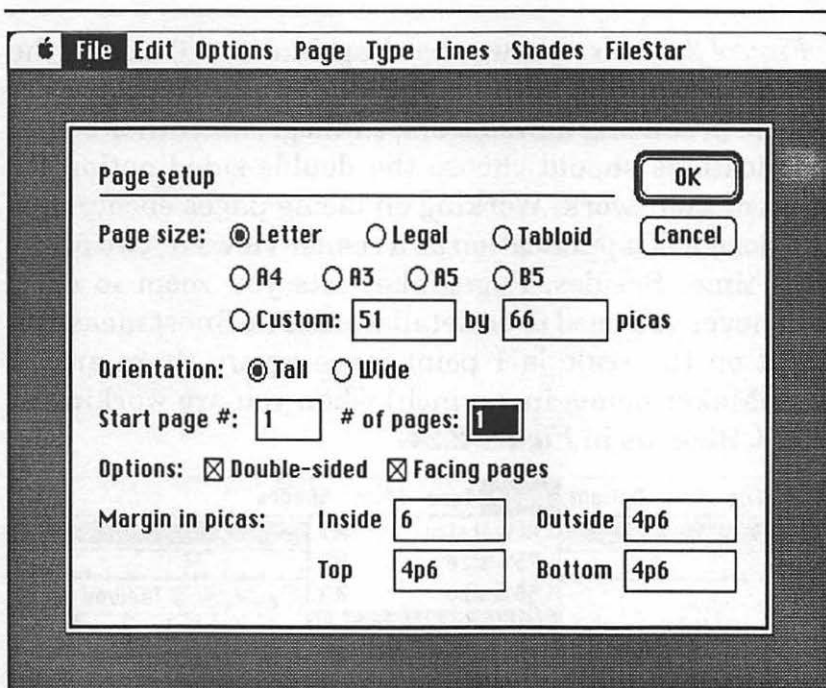 File Edit Options Page Type Lines Shades FileStar
Page setup
OK
Page size: Letter Legal Tabloid
Cancel
A4 A3 A5 B5
Custom: 51 by 66 picas
Orientation: Tall Wide
Start page #: 1 # of pages: 1
Options: Double-sided Facing pages
Margin in picas: Inside 6 Outside 4p6
Top 4p6 Bottom 4p6